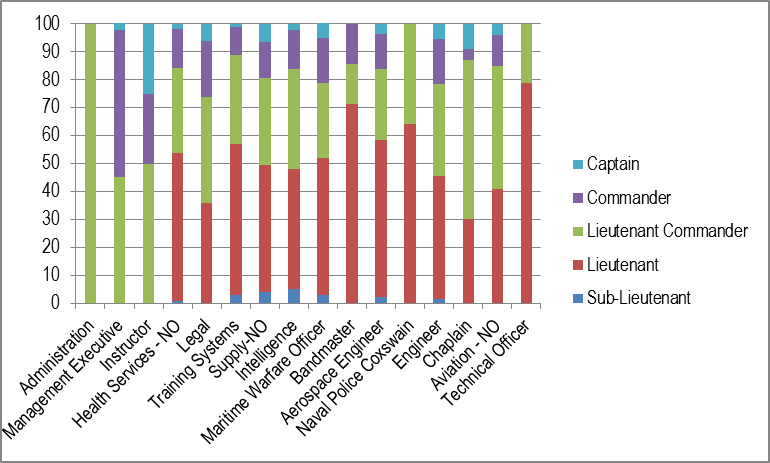 100
90
80
70
60
50
40
30
20
10
0
Administration
Management Executive
Instructor
Health Services - NO
Legal
Training Systems
Supply-NO
Intelligence
Maritime Warfare Officer
Bandmaster
Aerospace Engineer
Naval Police Coxswain
Engineer
Chaplain
Aviation - NO
Technical Officer
Captain
Commander
Lieutenant Commander
Lieutenant
Sub-Lieutenant